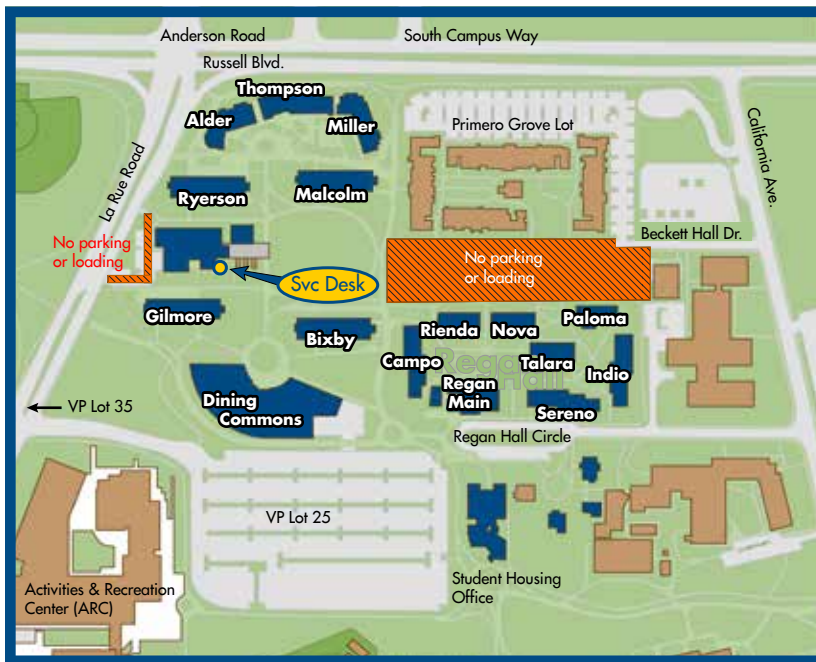 Anderson Road
South Campus Way
Russell Blvd.
Thompson
Alder
Miller
Primero Grove Lot
California Ave.
La Rue Road
Ryerson
Malcolm
No parking
or loading
Beckett Hall Dr.
No parking
or loading
Svc Desk
Gilmore
Bixby
Rienda
Nova
Paloma
Campo
Regan
Hall
Talara
Indio
Regan
Main
Sereno
Dining
Commons
VP Lot 35
Regan Hall Circle
VP Lot 25
Student Housing
Office
Activities & Recreation
Center (ARC)